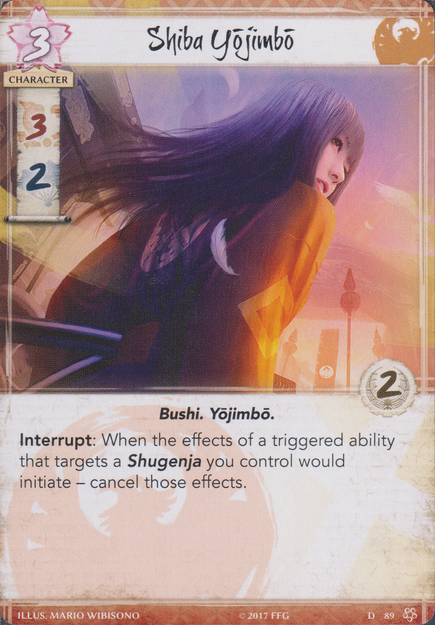 3
Shiba Yōjimbō
CHARACTER
3
2
2
Bushi. Yōjimbō.
Interrupt: When the effects of a triggered ability
that targets a Shugenja you control would
initiate – cancel those effects.
ILLUS. MARIO WIBISONO © 2017 FFG D 89